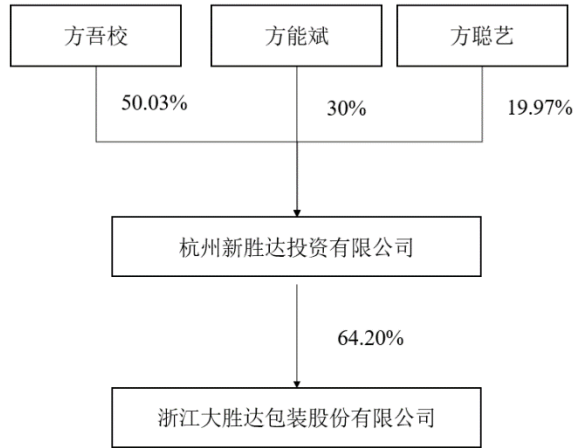 方吾校
方能斌
方聪艺
50.03%
30%
19.97%
杭州新胜达投资有限公司
64.20%
浙江大胜达包装股份有限公司